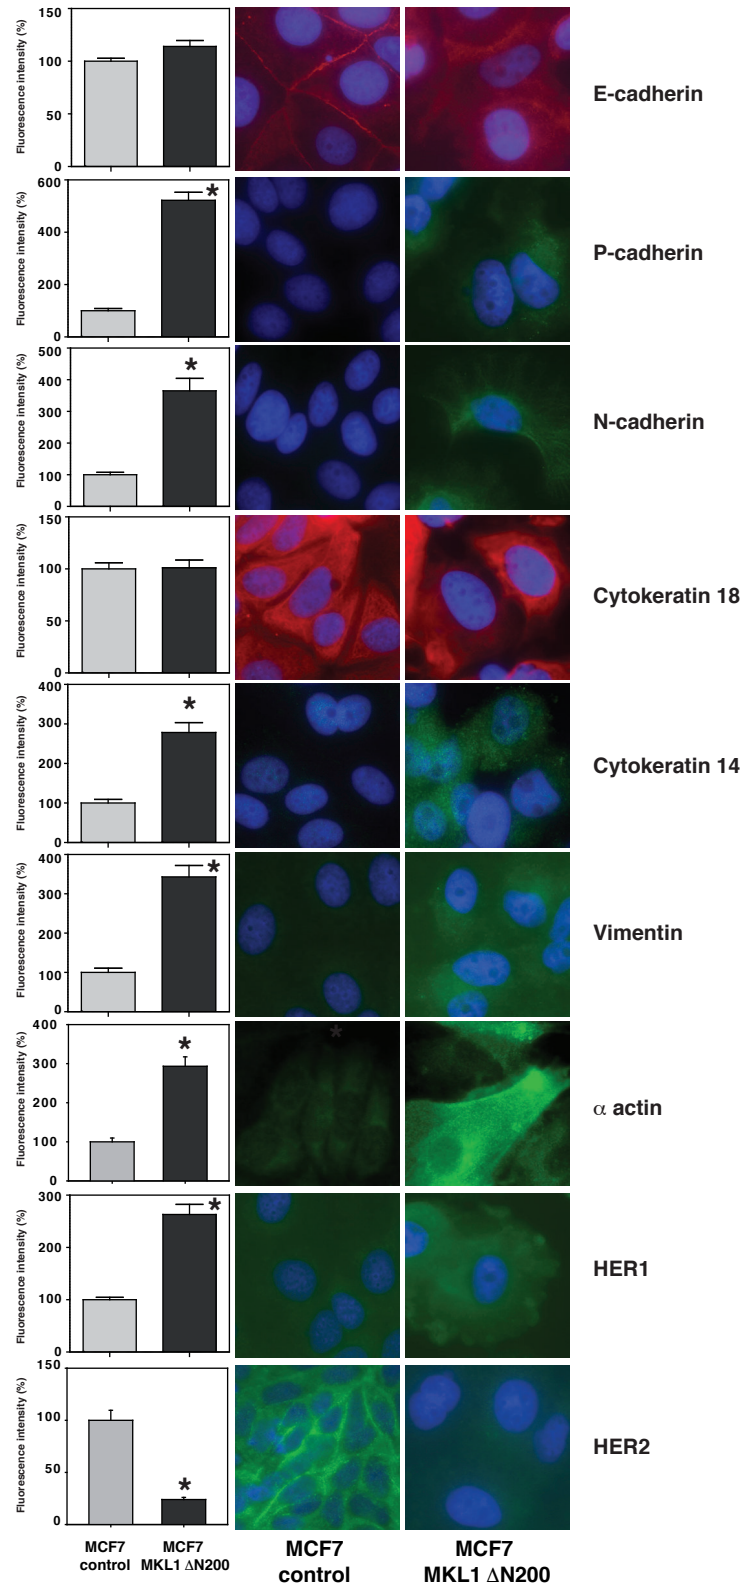 Fluorescence intensity (%)
150
100
50
0
E-cadherin
Fluorescence intensity (%)
600
400
200
0
*
P-cadherin
Fluorescence intensity (%)
500
400
300
200
100
0
*
N-cadherin
Fluorescence intensity (%)
150
100
50
0
Cytokeratin 18
Fluorescence intensity (%)
400
300
200
100
0
*
Cytokeratin 14
Fluorescence intensity (%)
400
300
200
100
0
*
Vimentin
Fluorescence intensity (%)
400
300
200
100
0
*
*
α actin
Fluorescence intensity (%)
300
200
100
0
*
HER1
Fluorescence intensity (%)
150
100
50
0
*
HER2
MCF7
control
MCF7
MKL1 ΔN200
MCF7
control
MCF7
MKL1 ΔN200